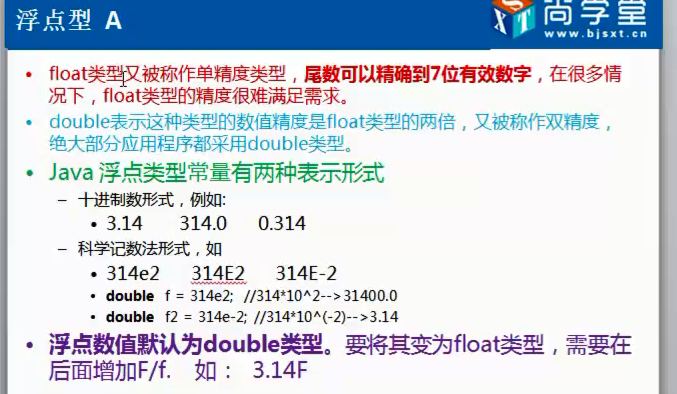 浮点型 A
尚学堂
SXT
www.bjsxt.cn
• float类型又被称作单精度类型，尾数可以精确到7位有效数字，在很多情
况下，float类型的精度很难满足需求。
• double表示这种类型的数值精度是float类型的两倍，又被称作双精度，
绝大部分应用程序都采用double类型。
• Java 浮点类型常量有两种表示形式
– 十进制数形式，例如:
• 3.14 314.0 0.314
– 科学记数法形式，如
• 314e2 314E2 314E-2
• double f = 314e2; //314*10^2-->31400.0
• double f2 = 314e-2; //314*10^(-2)-->3.14
• 浮点数值默认为double类型。要将其变为float类型，需要在
后面增加F/f. 如： 3.14F